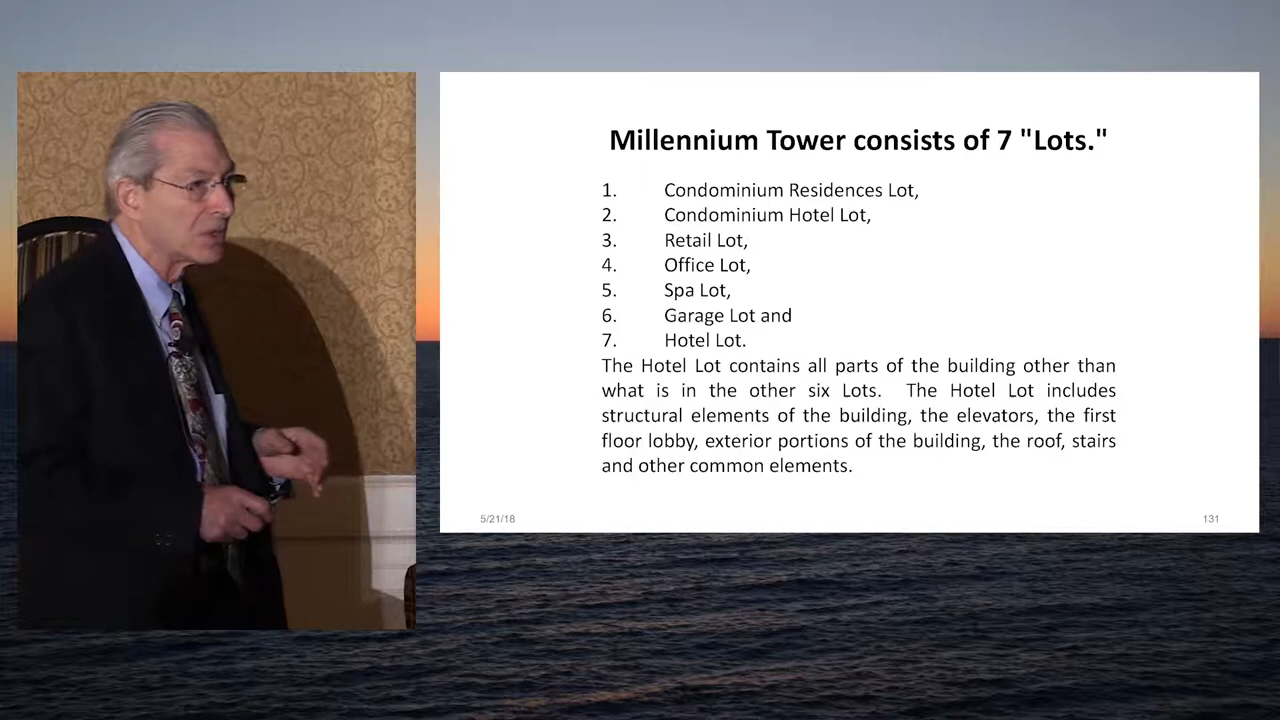 Millennium Tower consists of 7 "Lots."
1. Condominium Residences Lot,
2. Condominium Hotel Lot,
3. Retail Lot,
4. Office Lot,
5. Spa Lot,
6. Garage Lot and
7. Hotel Lot.
The Hotel Lot contains all parts of the building other than
what is in the other six Lots. The Hotel Lot includes
structural elements of the building, the elevators, the first
floor lobby, exterior portions of the building, the roof, stairs
and other common elements.
5/21/18
131